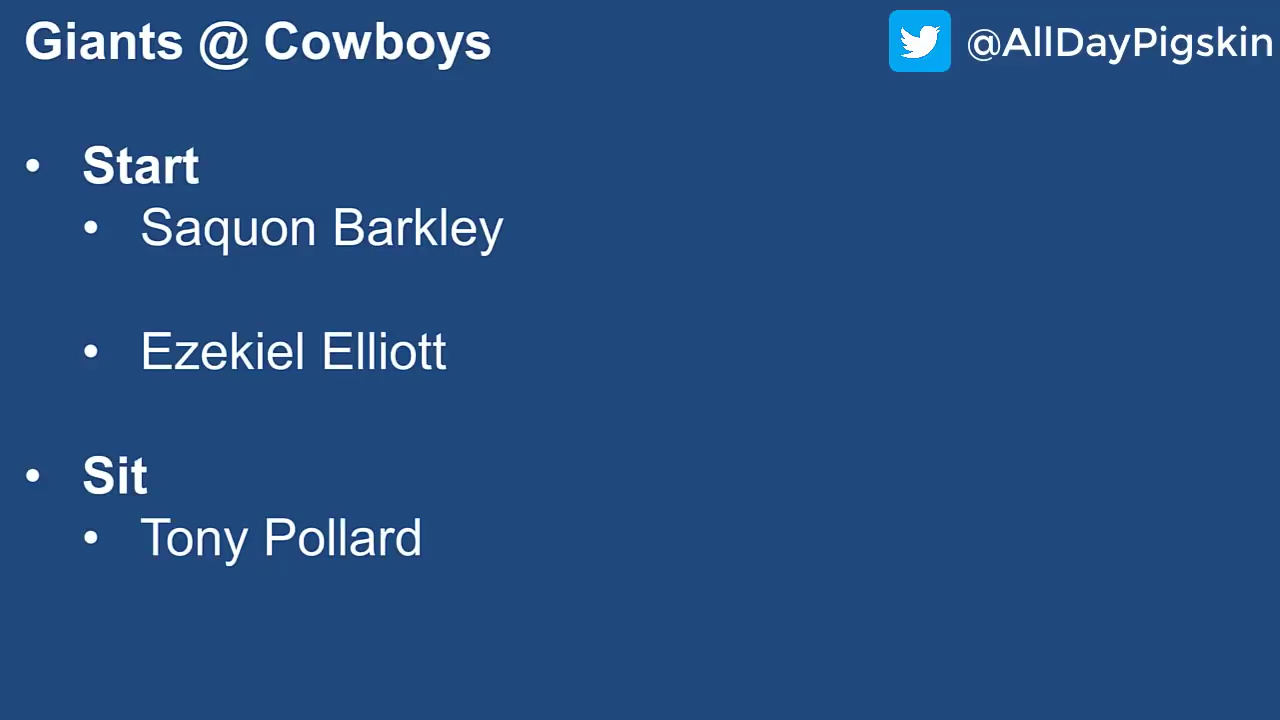 Giants @ Cowboys
@AllDayPigskin
• Start
• Saquon Barkley
• Ezekiel Elliott
• Sit
• Tony Pollard